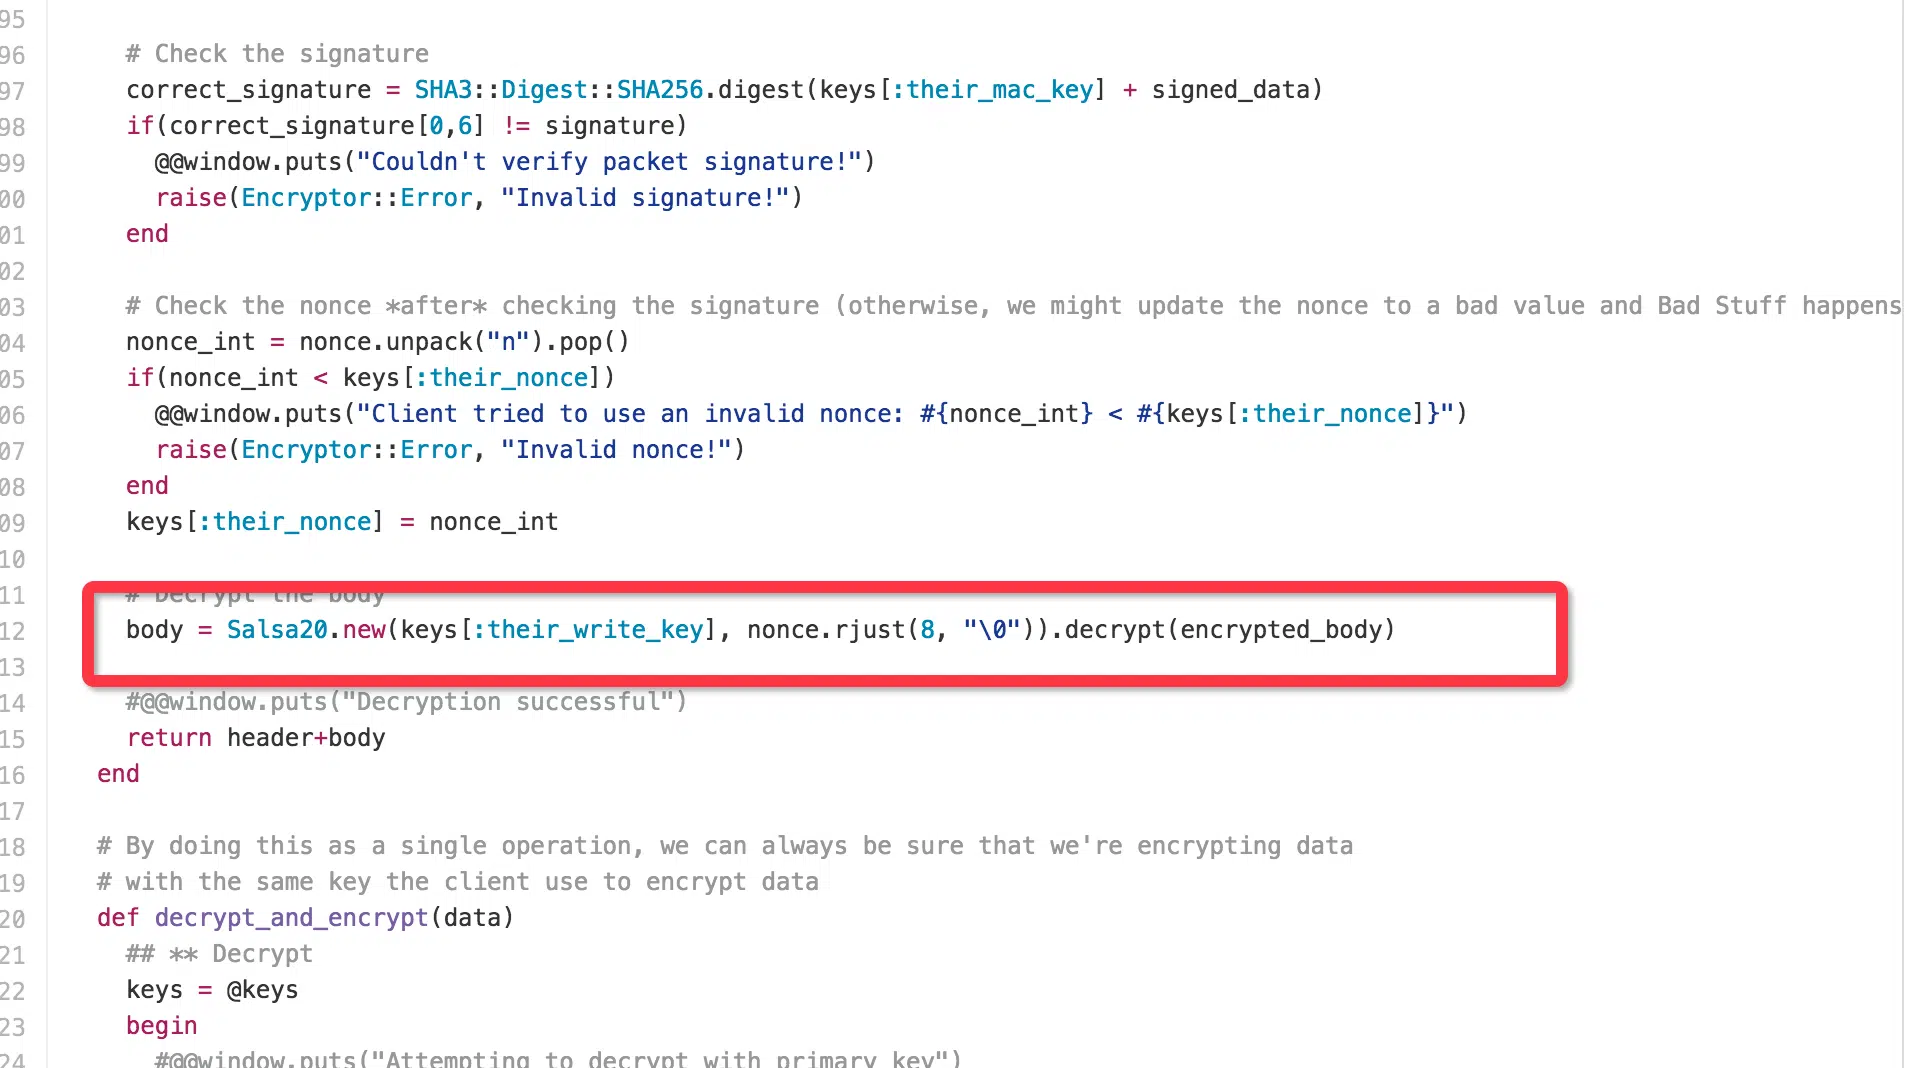 95
96 # Check the signature
97 correct_signature = SHA3::Digest::SHA256.digest(keys[:their_mac_key] + signed_data)
98 if(correct_signature[0,6] != signature)
99 @@window.puts("Couldn't verify packet signature!")
00 raise(Encryptor::Error, "Invalid signature!")
01 end
02
03 # Check the nonce *after* checking the signature (otherwise, we might update the nonce to a bad value and Bad Stuff happens
04 nonce_int = nonce.unpack("n").pop()
05 if(nonce_int < keys[:their_nonce])
06 @@window.puts("Client tried to use an invalid nonce: #{nonce_int} < #{keys[:their_nonce]}")
07 raise(Encryptor::Error, "Invalid nonce!")
08 end
09 keys[:their_nonce] = nonce_int
10
11 # Decrypt the body
12 body = Salsa20.new(keys[:their_write_key], nonce.rjust(8, "\0")).decrypt(encrypted_body)
13
14 #@@window.puts("Decryption successful")
15 return header+body
16 end
17
18 # By doing this as a single operation, we can always be sure that we're encrypting data
19 # with the same key the client use to encrypt data
20 def decrypt_and_encrypt(data)
21 ## ** Decrypt
22 keys = @keys
23 begin
24 #@@window.puts("Attempting to decrypt with primary key")